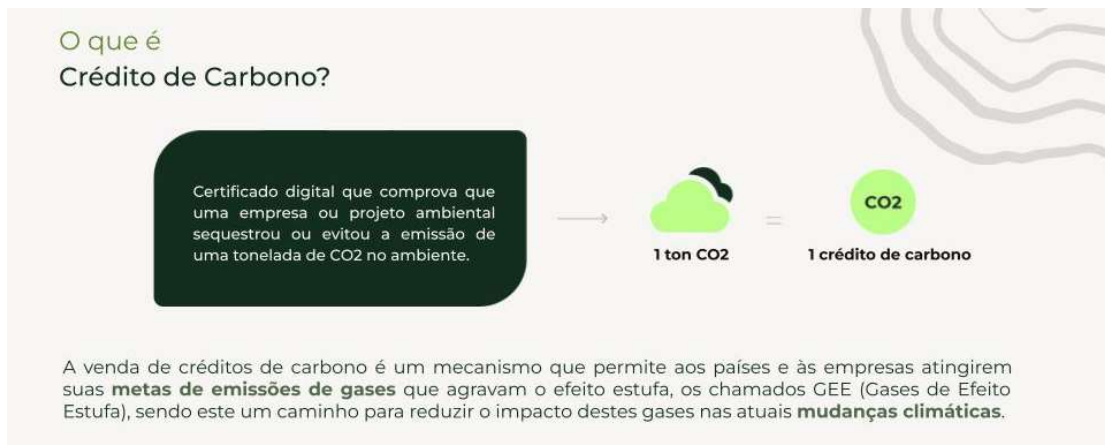 O que é
Crédito de Carbono?
Certificado digital que comprova que
uma empresa ou projeto ambiental
sequestrou ou evitou a emissão de
uma tonelada de CO2 no ambiente.
1 ton CO2
=
CO2
1 crédito de carbono
A venda de créditos de carbono é um mecanismo que permite aos países e às empresas atingirem
suas metas de emissões de gases que agravam o efeito estufa, os chamados GEE (Gases de Efeito
Estufa), sendo este um caminho para reduzir o impacto destes gases nas atuais mudanças climáticas.